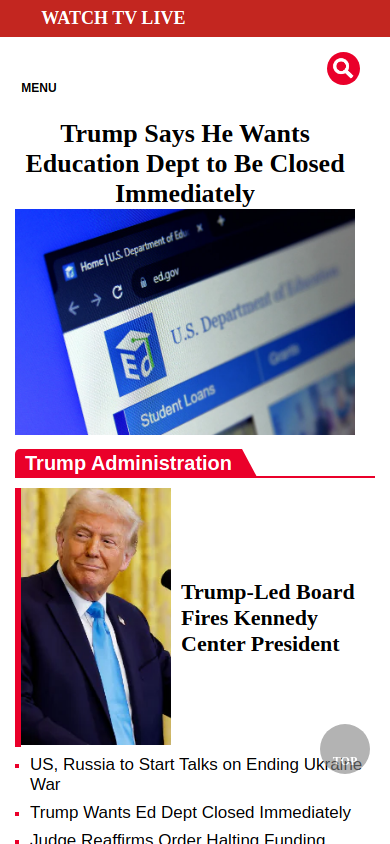 WATCH TV LIVE
MENU
Trump Says He Wants
Education Dept to Be Closed
Immediately
Home | U.S. Department of Edu
ed.gov
U.S. Department of Education
Ed
Student Loans
Grants
Trump Administration
Trump-Led Board
Fires Kennedy
Center President
TOP
US, Russia to Start Talks on Ending Ukraine
War
Trump Wants Ed Dept Closed Immediately
Judge Reaffirms Order Halting Funding